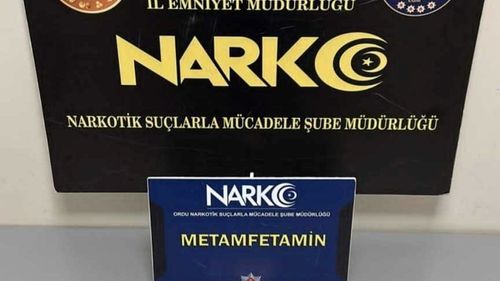 İL EMNİYET MÜDÜRLÜĞÜ
NARKO
NARKOTİK SUÇLARLA MÜCADELE ŞUBE MÜDÜRLÜĞÜ
NARKO
ORDU NARKOTİK SUÇLARLA MÜCADELE ŞUBE MÜDÜRLÜĞÜ
METAMFETAMİN